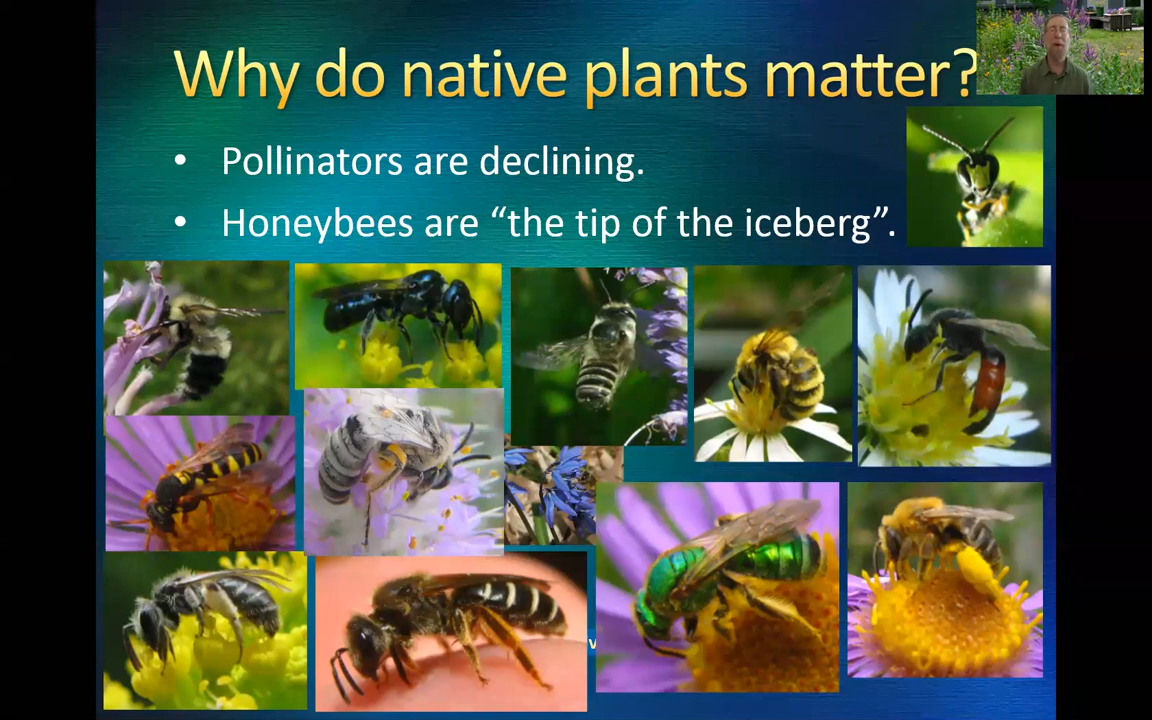 Why do native plants matter?
• Pollinators are declining.
• Honeybees are “the tip of the iceberg”.